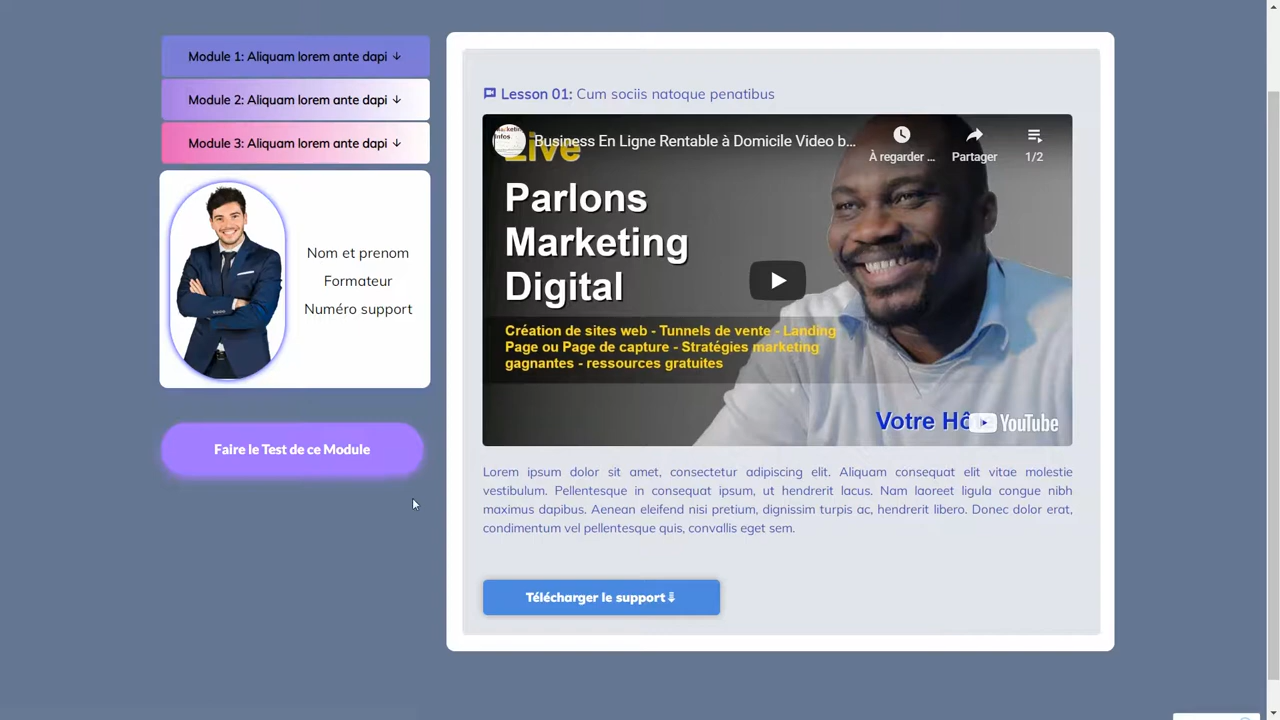 Module 1: Aliquam lorem ante dapi ↓
Module 2: Aliquam lorem ante dapi ↓
Module 3: Aliquam lorem ante dapi ↓
Nom et prenom
Formateur
Numéro support
Faire le Test de ce Module
Lesson 01: Cum sociis natoque penatibus
Business En Ligne Rentable à Domicile Video b...
À regarder ...
Partager
1/2
Live
Parlons
Marketing
Digital
Création de sites web - Tunnels de vente - Landing
Page ou Page de capture - Stratégies marketing
gagnantes - ressources gratuites
Votre Hô
YouTube
Lorem ipsum dolor sit amet, consectetur adipiscing elit. Aliquam consequat elit vitae molestie
vestibulum. Pellentesque in consequat ipsum, ut hendrerit lacus. Nam laoreet ligula congue nibh
maximus dapibus. Aenean eleifend nisi pretium, dignissim turpis ac, hendrerit libero. Donec dolor erat,
condimentum vel pellentesque quis, convallis eget sem.
Télécharger le support⇓